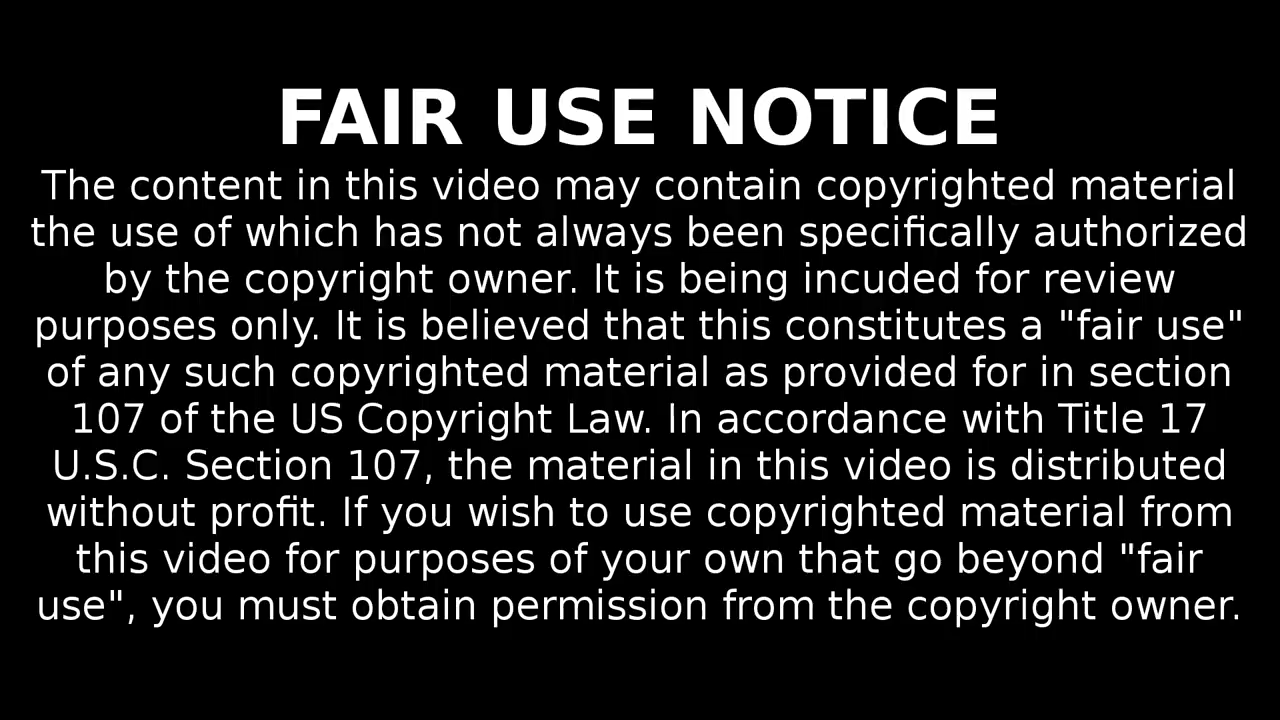 FAIR USE NOTICE
The content in this video may contain copyrighted material
the use of which has not always been specifically authorized
by the copyright owner. It is being incuded for review
purposes only. It is believed that this constitutes a "fair use"
of any such copyrighted material as provided for in section
107 of the US Copyright Law. In accordance with Title 17
U.S.C. Section 107, the material in this video is distributed
without profit. If you wish to use copyrighted material from
this video for purposes of your own that go beyond "fair
use", you must obtain permission from the copyright owner.